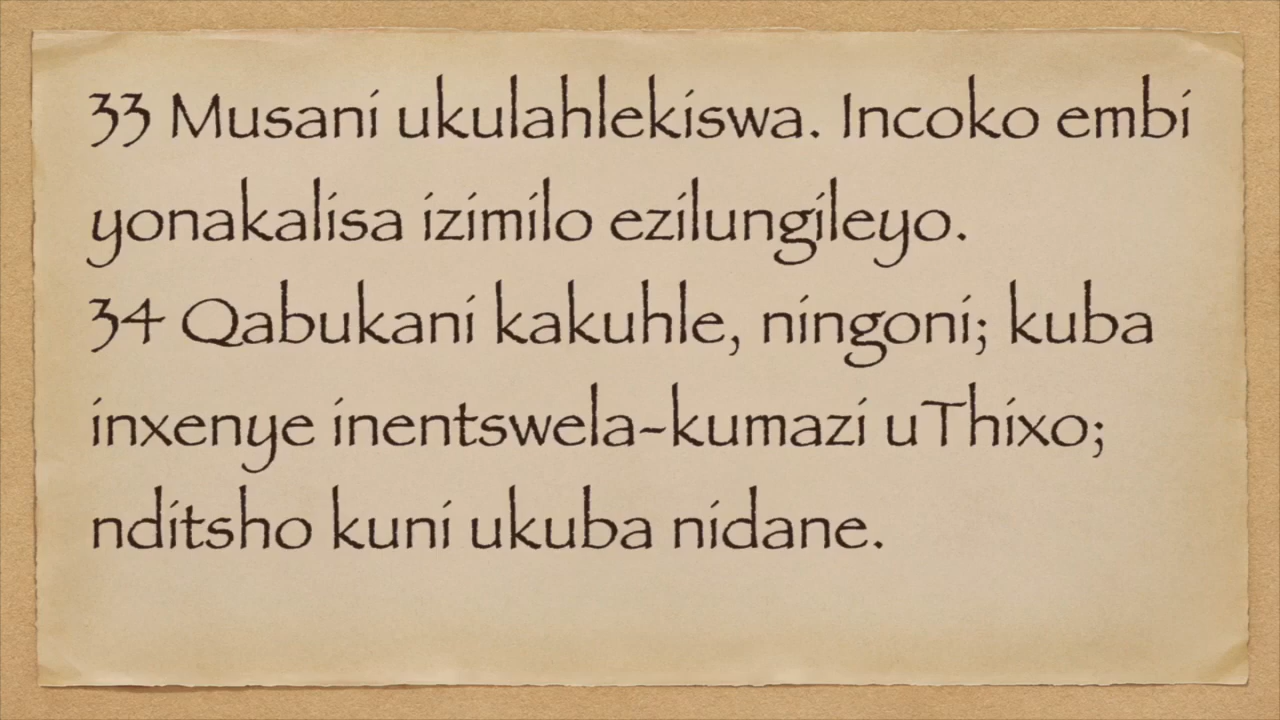 33 Musani ukulahlekiswa. Incoko embi
yonakalisa izimilo ezilungileyo.
34 Qabukani kakuhle, ningoni; kuba
inxenye inentswela-kumazi uThixo;
nditsho kuni ukuba nidane.